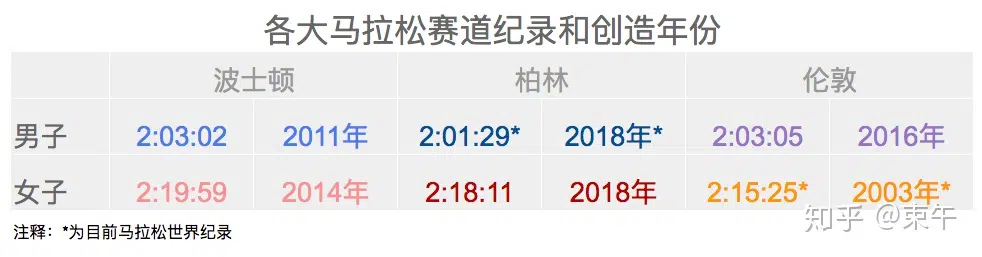 各大马拉松赛道纪录和创造年份
波士顿 柏林 伦敦
男子 2:03:02 2011年 2:01:29* 2018年* 2:03:05 2016年
女子 2:19:59 2014年 2:18:11 2018年 2:15:25* 2003年*
知乎 @束午
注释：*为目前马拉松世界纪录